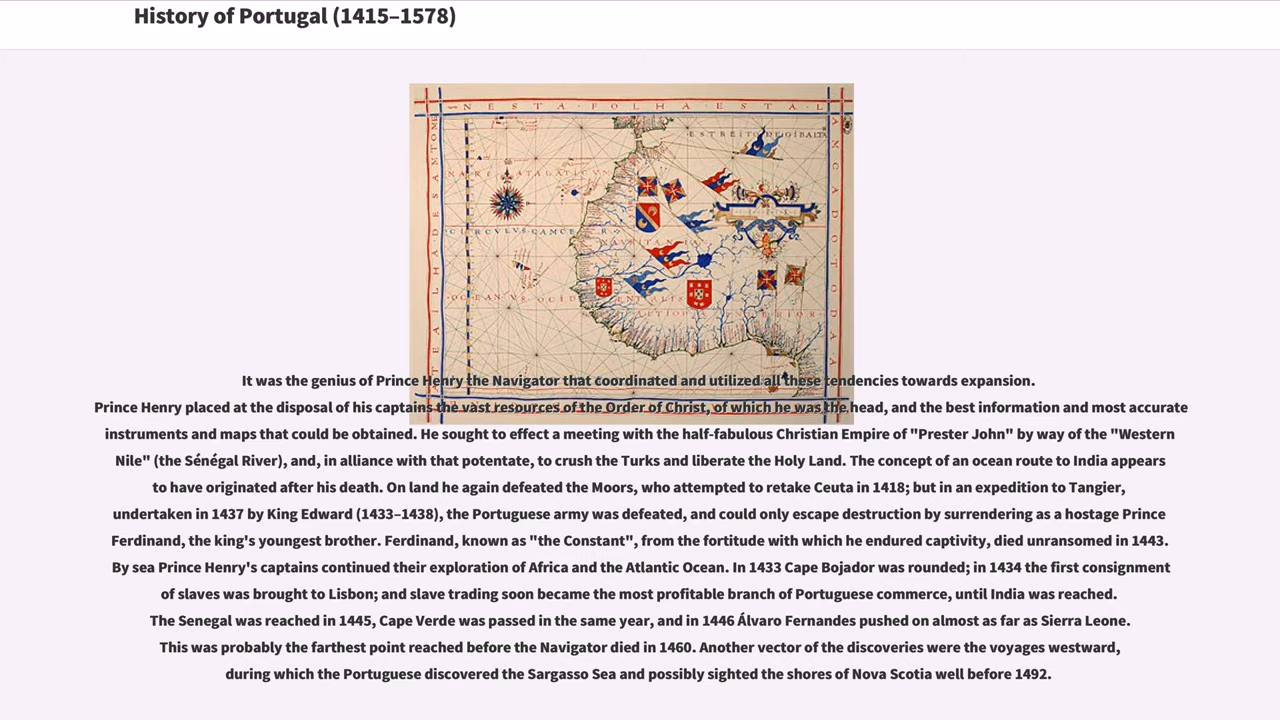 History of Portugal (1415–1578)
NESTA FOLHA ESTA L
ESTREITO DE GIBALTA
It was the genius of Prince Henry the Navigator that coordinated and utilized all these tendencies towards expansion.
Prince Henry placed at the disposal of his captains the vast resources of the Order of Christ, of which he was the head, and the best information and most accurate
instruments and maps that could be obtained. He sought to effect a meeting with the half-fabulous Christian Empire of "Prester John" by way of the "Western
Nile" (the Sénégal River), and, in alliance with that potentate, to crush the Turks and liberate the Holy Land. The concept of an ocean route to India appears
to have originated after his death. On land he again defeated the Moors, who attempted to retake Ceuta in 1418; but in an expedition to Tangier,
undertaken in 1437 by King Edward (1433–1438), the Portuguese army was defeated, and could only escape destruction by surrendering as a hostage Prince
Ferdinand, the king's youngest brother. Ferdinand, known as "the Constant", from the fortitude with which he endured captivity, died unransomed in 1443.
By sea Prince Henry's captains continued their exploration of Africa and the Atlantic Ocean. In 1433 Cape Bojador was rounded; in 1434 the first consignment
of slaves was brought to Lisbon; and slave trading soon became the most profitable branch of Portuguese commerce, until India was reached.
The Senegal was reached in 1445, Cape Verde was passed in the same year, and in 1446 Álvaro Fernandes pushed on almost as far as Sierra Leone.
This was probably the farthest point reached before the Navigator died in 1460. Another vector of the discoveries were the voyages westward,
during which the Portuguese discovered the Sargasso Sea and possibly sighted the shores of Nova Scotia well before 1492.